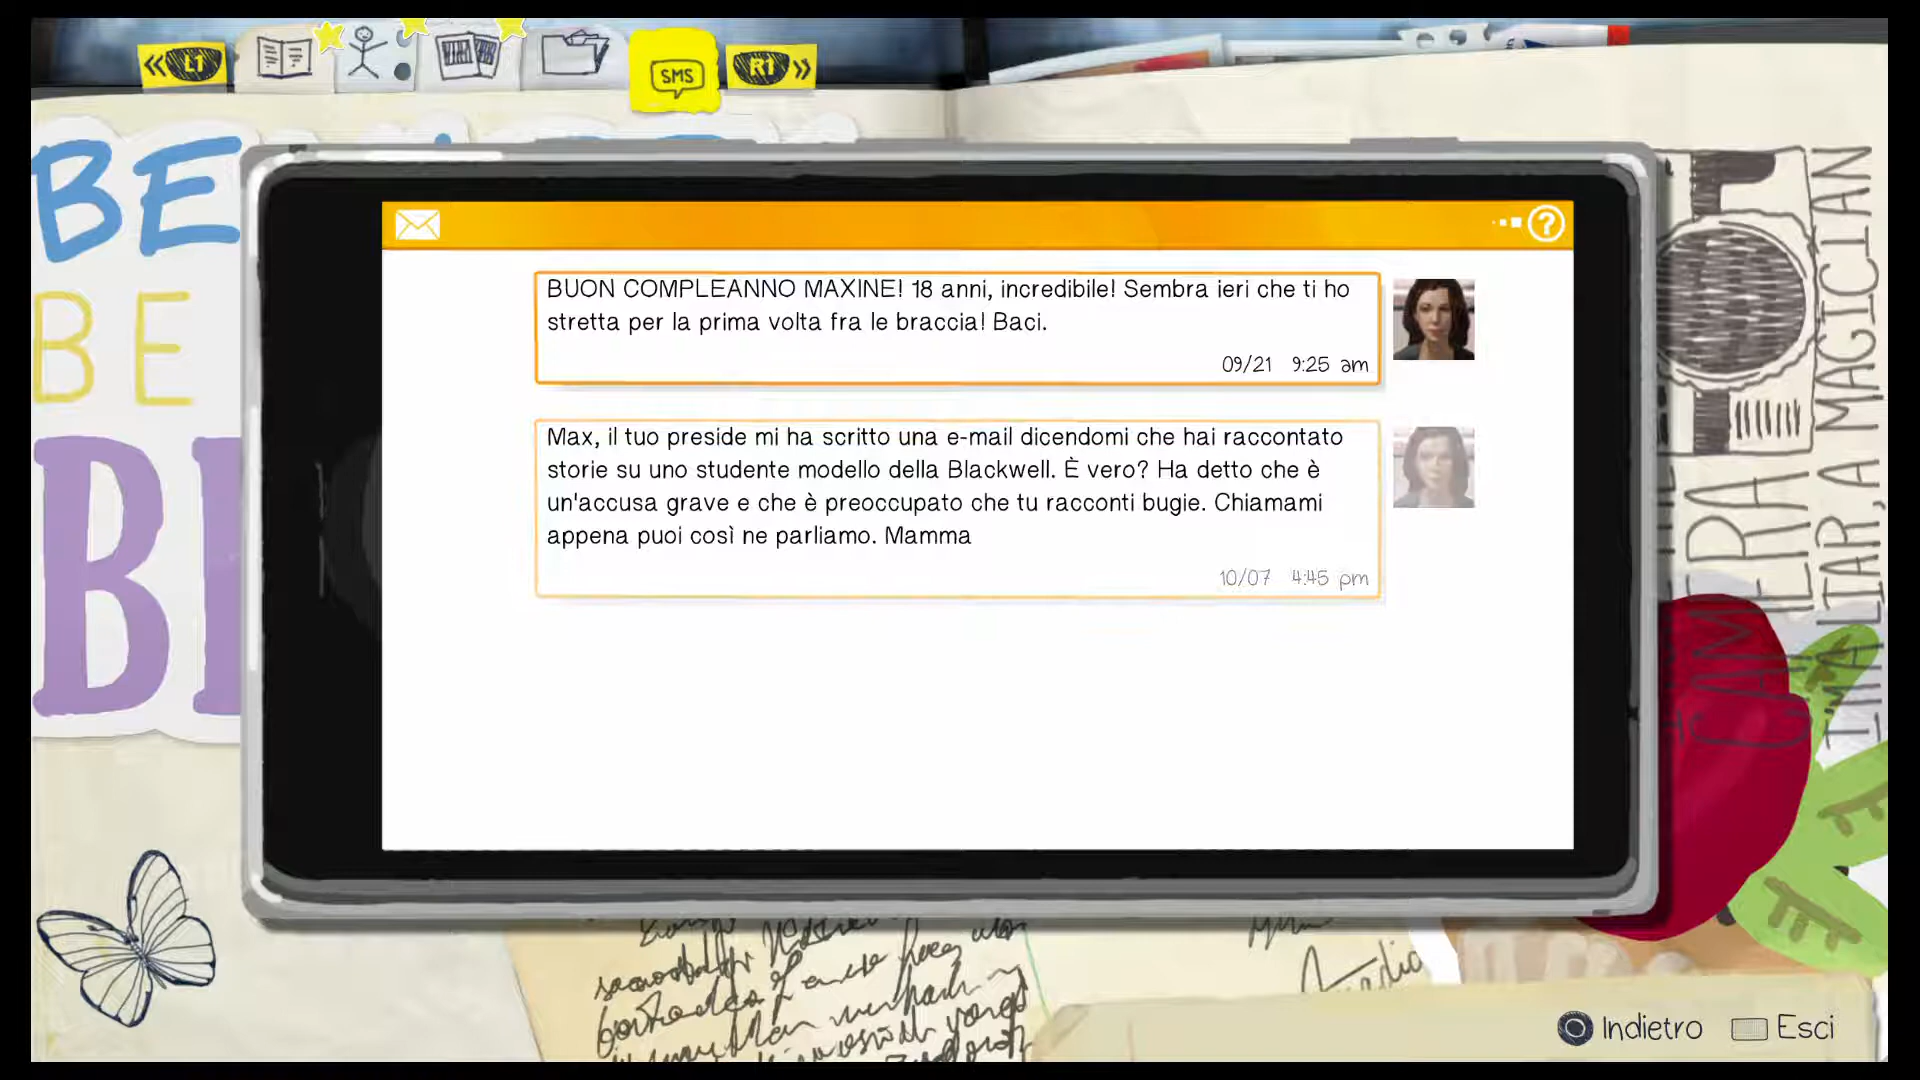 L1
SMS
R1
BE
BE
BUON COMPLEANNO MAXINE! 18 anni, incredibile! Sembra ieri che ti ho
stretta per la prima volta fra le braccia! Baci.
09/21 9:25 am
Max, il tuo preside mi ha scritto una e-mail dicendomi che hai raccontato
storie su uno studente modello della Blackwell. È vero? Ha detto che è
un'accusa grave e che è preoccupato che tu racconti bugie. Chiamami
appena puoi così ne parliamo. Mamma
10/07 4:45 pm
CAMERA
I'M A LIAR, A MAGICIAN
Indietro
Esci